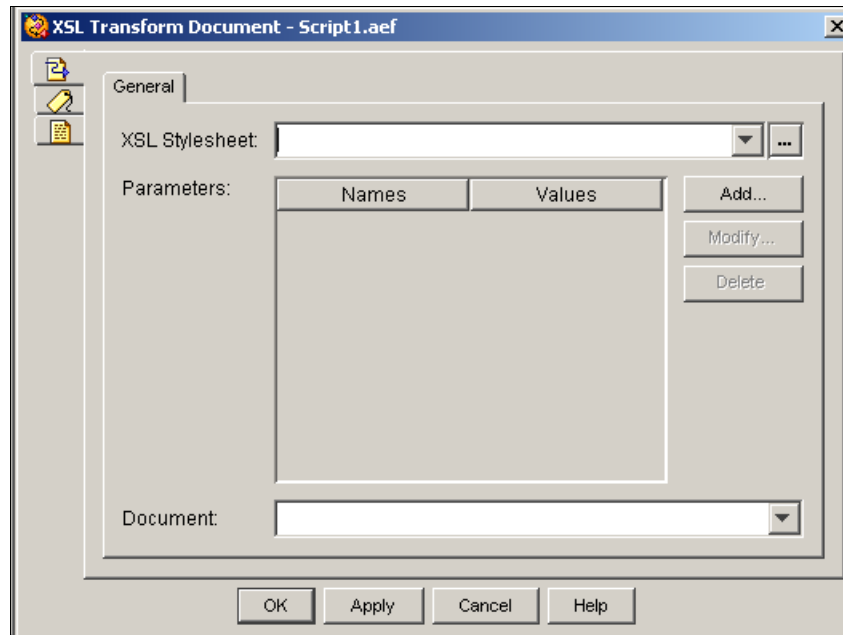 XSL Transform Document - Script1.aef
General
XSL Stylesheet:
...
Parameters:
Names Values
Add...
Modify...
Delete
Document:
OK Apply Cancel Help